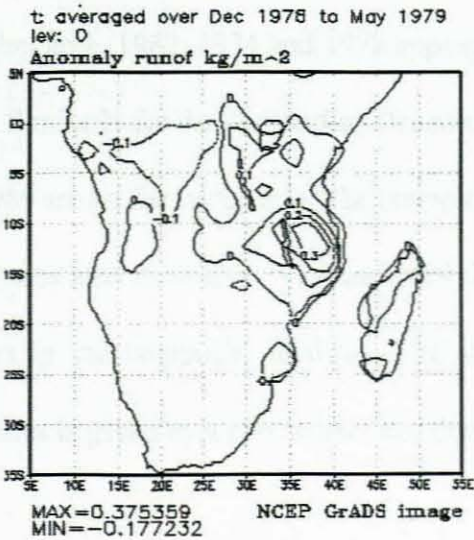 t: averaged over Dec 1978 to May 1979
lev: 0
Anomaly runof kg/m^2
5N
EQ
5S
10S
15S
20S
25S
30S
35S
5E 10E 15E 20E 25E 30E 35E 40E 45E 50E 55E
-0.1
-0.1
0.1
0.1
0.2
0.3
0
0
0
0
0
0
MAX=0.375359
MIN=-0.177232
NCEP GrADS image